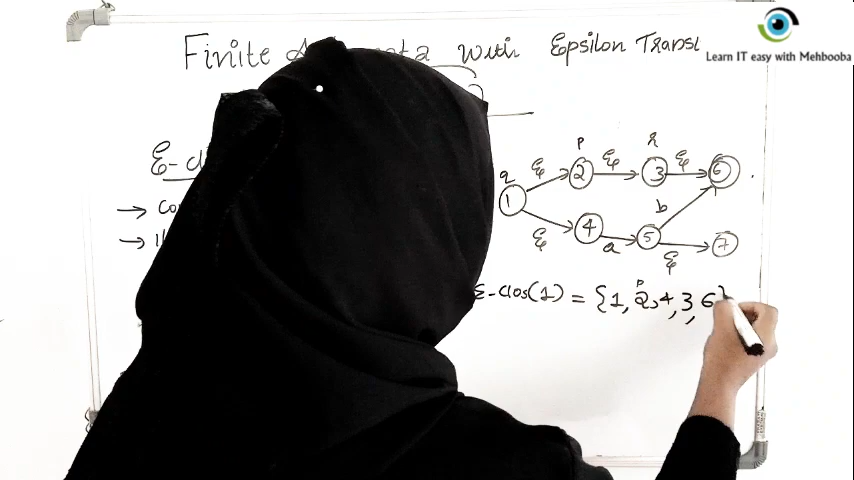 Finite with Epsilon Transi
Learn IT easy with Mehbooba
p r
q ξ ξ ξ
1 2 3 6
b
ξ 4 a 5 7
ξ
p
ξ-clos(1) = {1, 2, 4, 3, 6}
→
→